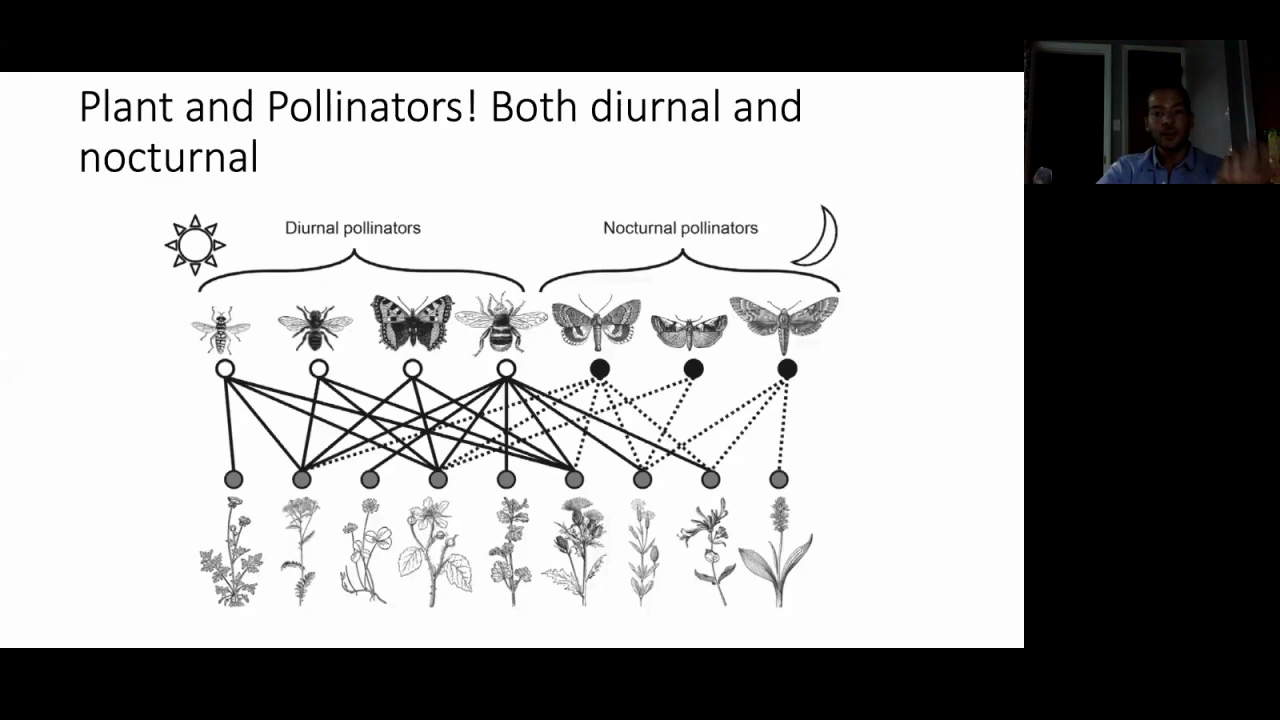 Plant and Pollinators! Both diurnal and
nocturnal
Diurnal pollinators
Nocturnal pollinators